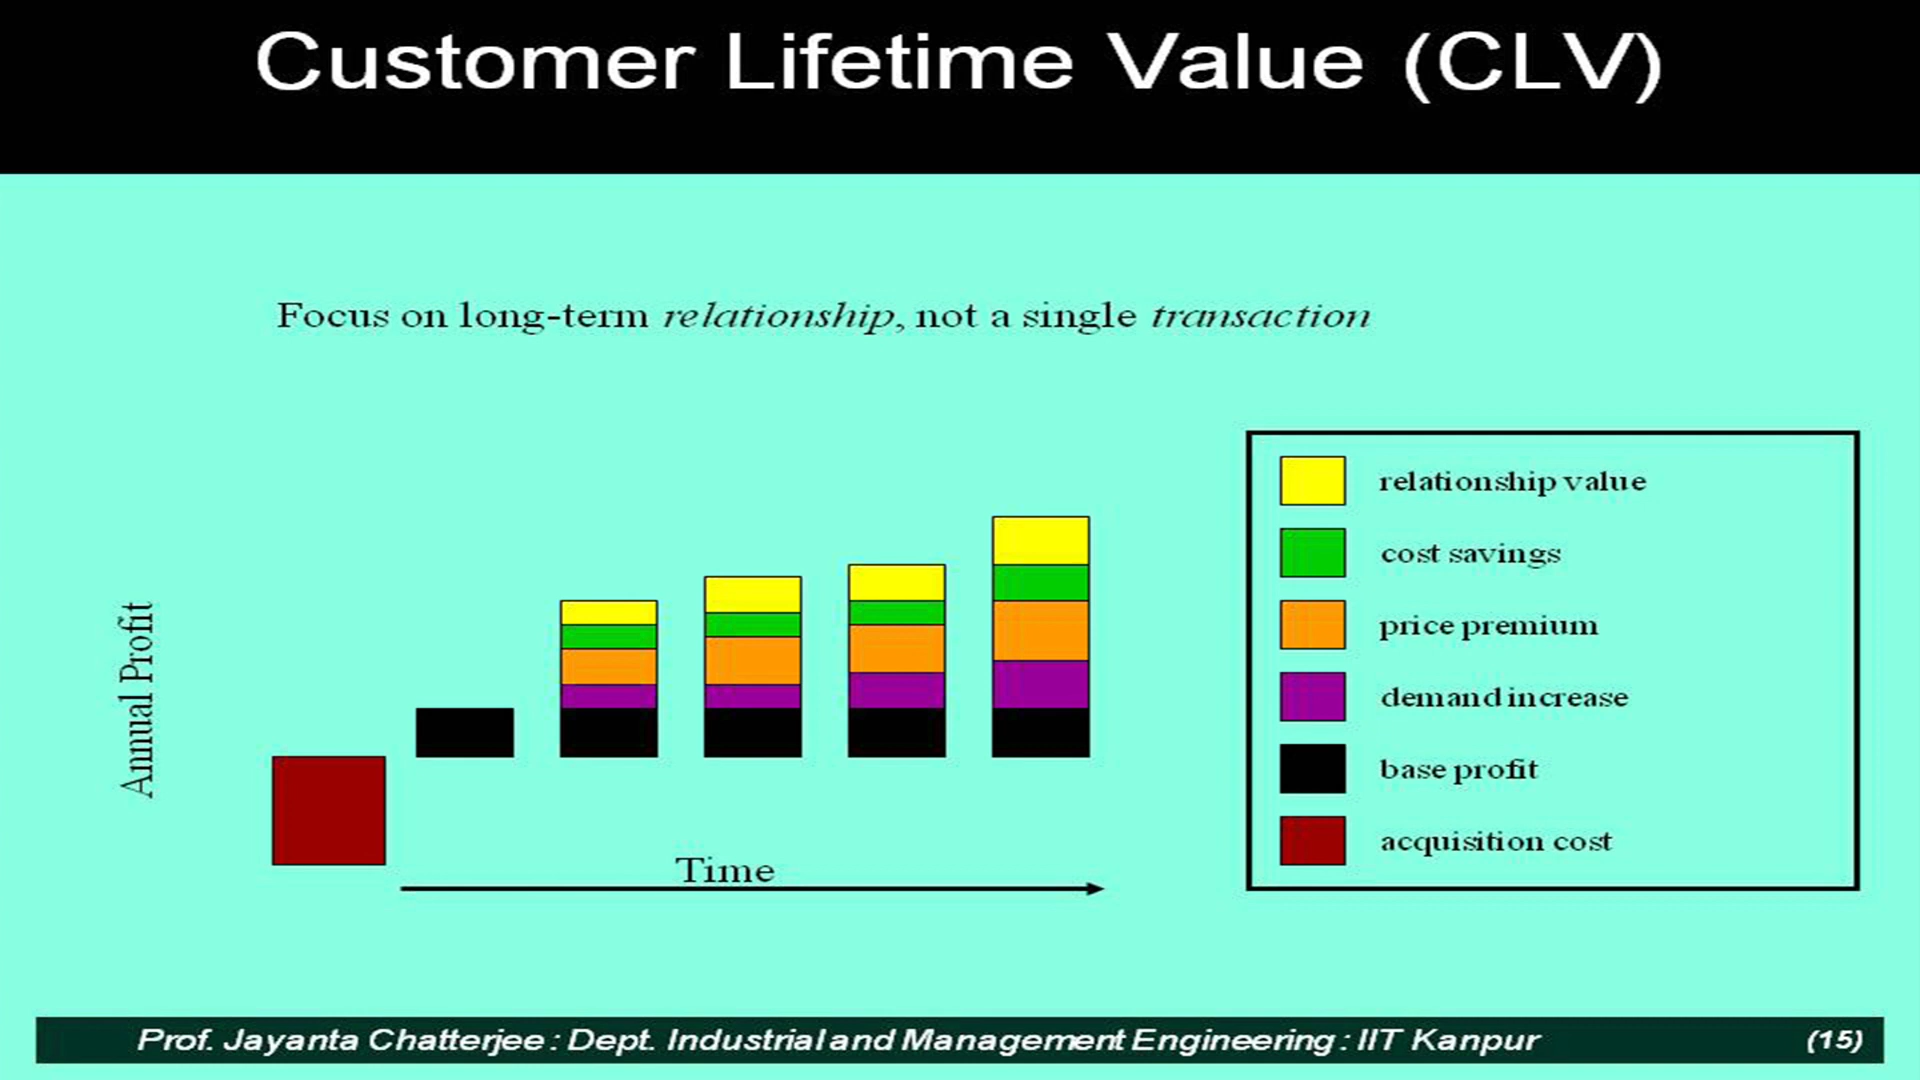 Customer Lifetime Value (CLV)
Focus on long-term relationship, not a single transaction
Annual Profit
Time
relationship value
cost savings
price premium
demand increase
base profit
acquisition cost
Prof. Jayanta Chatterjee : Dept. Industrial and Management Engineering : IIT Kanpur (15)